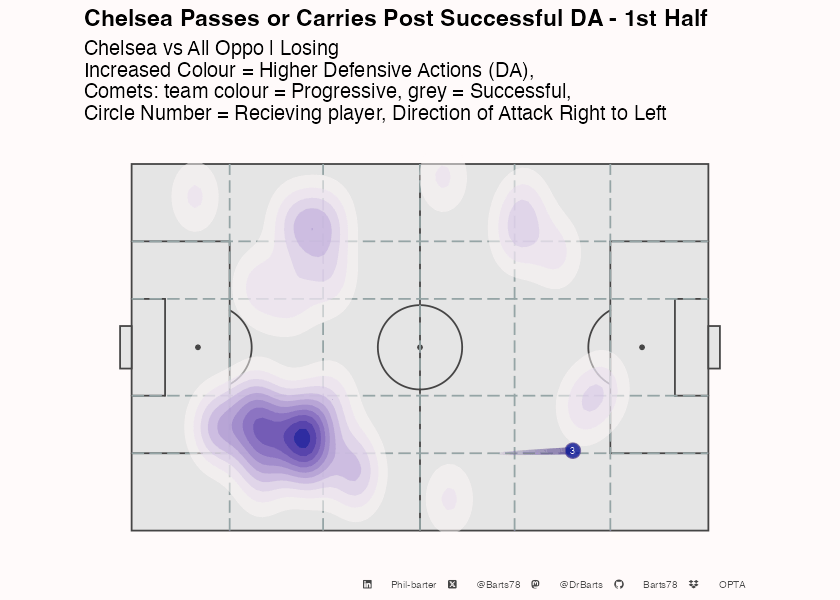 Chelsea Passes or Carries Post Successful DA - 1st Half
Chelsea vs All Oppo | Losing
Increased Colour = Higher Defensive Actions (DA),
Comets: team colour = Progressive, grey = Successful,
Circle Number = Recieving player, Direction of Attack Right to Left
3
Phil-barter @Barts78 @DrBarts Barts78 OPTA